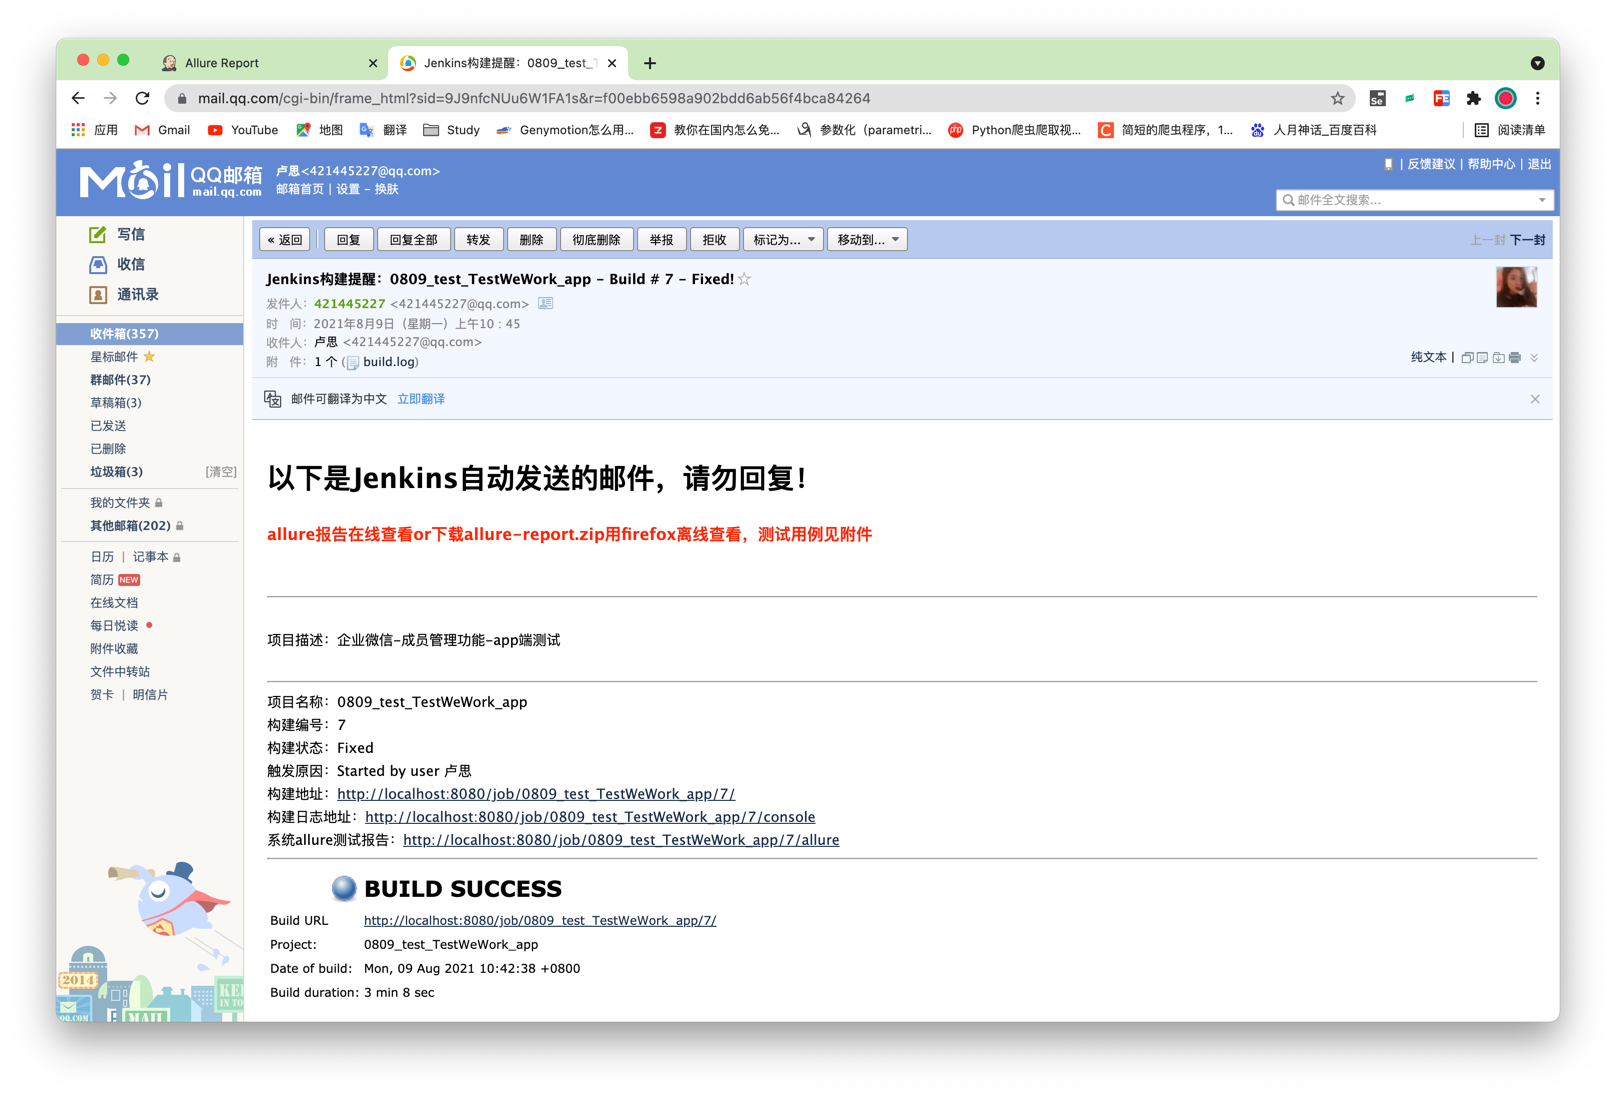 Allure Report
Jenkins构建提醒：0809_test_T
mail.qq.com/cgi-bin/frame_html?sid=9J9nfcNUu6W1FA1s&r=f00ebb6598a902bdd6ab56f4bca84264
应用 Gmail YouTube 地图 翻译 Study Genymotion怎么用... 教你在国内怎么免... 参数化（parametri... Python爬虫爬取视... 简短的爬虫程序，1... 人月神话_百度百科 阅读清单
Mail QQ邮箱 mail.qq.com
卢思<421445227@qq.com>
邮箱首页 | 设置 - 换肤
| 反馈建议 | 帮助中心 | 退出
邮件全文搜索...
写信
收信
通讯录
收件箱(357)
星标邮件
群邮件(37)
草稿箱(3)
已发送
已删除
垃圾箱(3) [清空]
我的文件夹
其他邮箱(202)
日历 | 记事本
简历 NEW
在线文档
每日悦读
附件收藏
文件中转站
贺卡 | 明信片
2014
QQ.COM
MAIL
KEE
IN TO
« 返回 回复 回复全部 转发 删除 彻底删除 举报 拒收 标记为... 移动到... 上一封 下一封
Jenkins构建提醒：0809_test_TestWeWork_app - Build # 7 - Fixed!
发件人：421445227 <421445227@qq.com>
时 间：2021年8月9日（星期一）上午10：45
收件人：卢思 <421445227@qq.com>
附 件：1 个 (build.log)
纯文本 |
邮件可翻译为中文 立即翻译
以下是Jenkins自动发送的邮件，请勿回复！
allure报告在线查看or下载allure-report.zip用firefox离线查看，测试用例见附件
项目描述：企业微信-成员管理功能-app端测试
项目名称：0809_test_TestWeWork_app
构建编号：7
构建状态：Fixed
触发原因：Started by user 卢思
构建地址：http://localhost:8080/job/0809_test_TestWeWork_app/7/
构建日志地址：http://localhost:8080/job/0809_test_TestWeWork_app/7/console
系统allure测试报告：http://localhost:8080/job/0809_test_TestWeWork_app/7/allure
BUILD SUCCESS
Build URL http://localhost:8080/job/0809_test_TestWeWork_app/7/
Project: 0809_test_TestWeWork_app
Date of build: Mon, 09 Aug 2021 10:42:38 +0800
Build duration: 3 min 8 sec